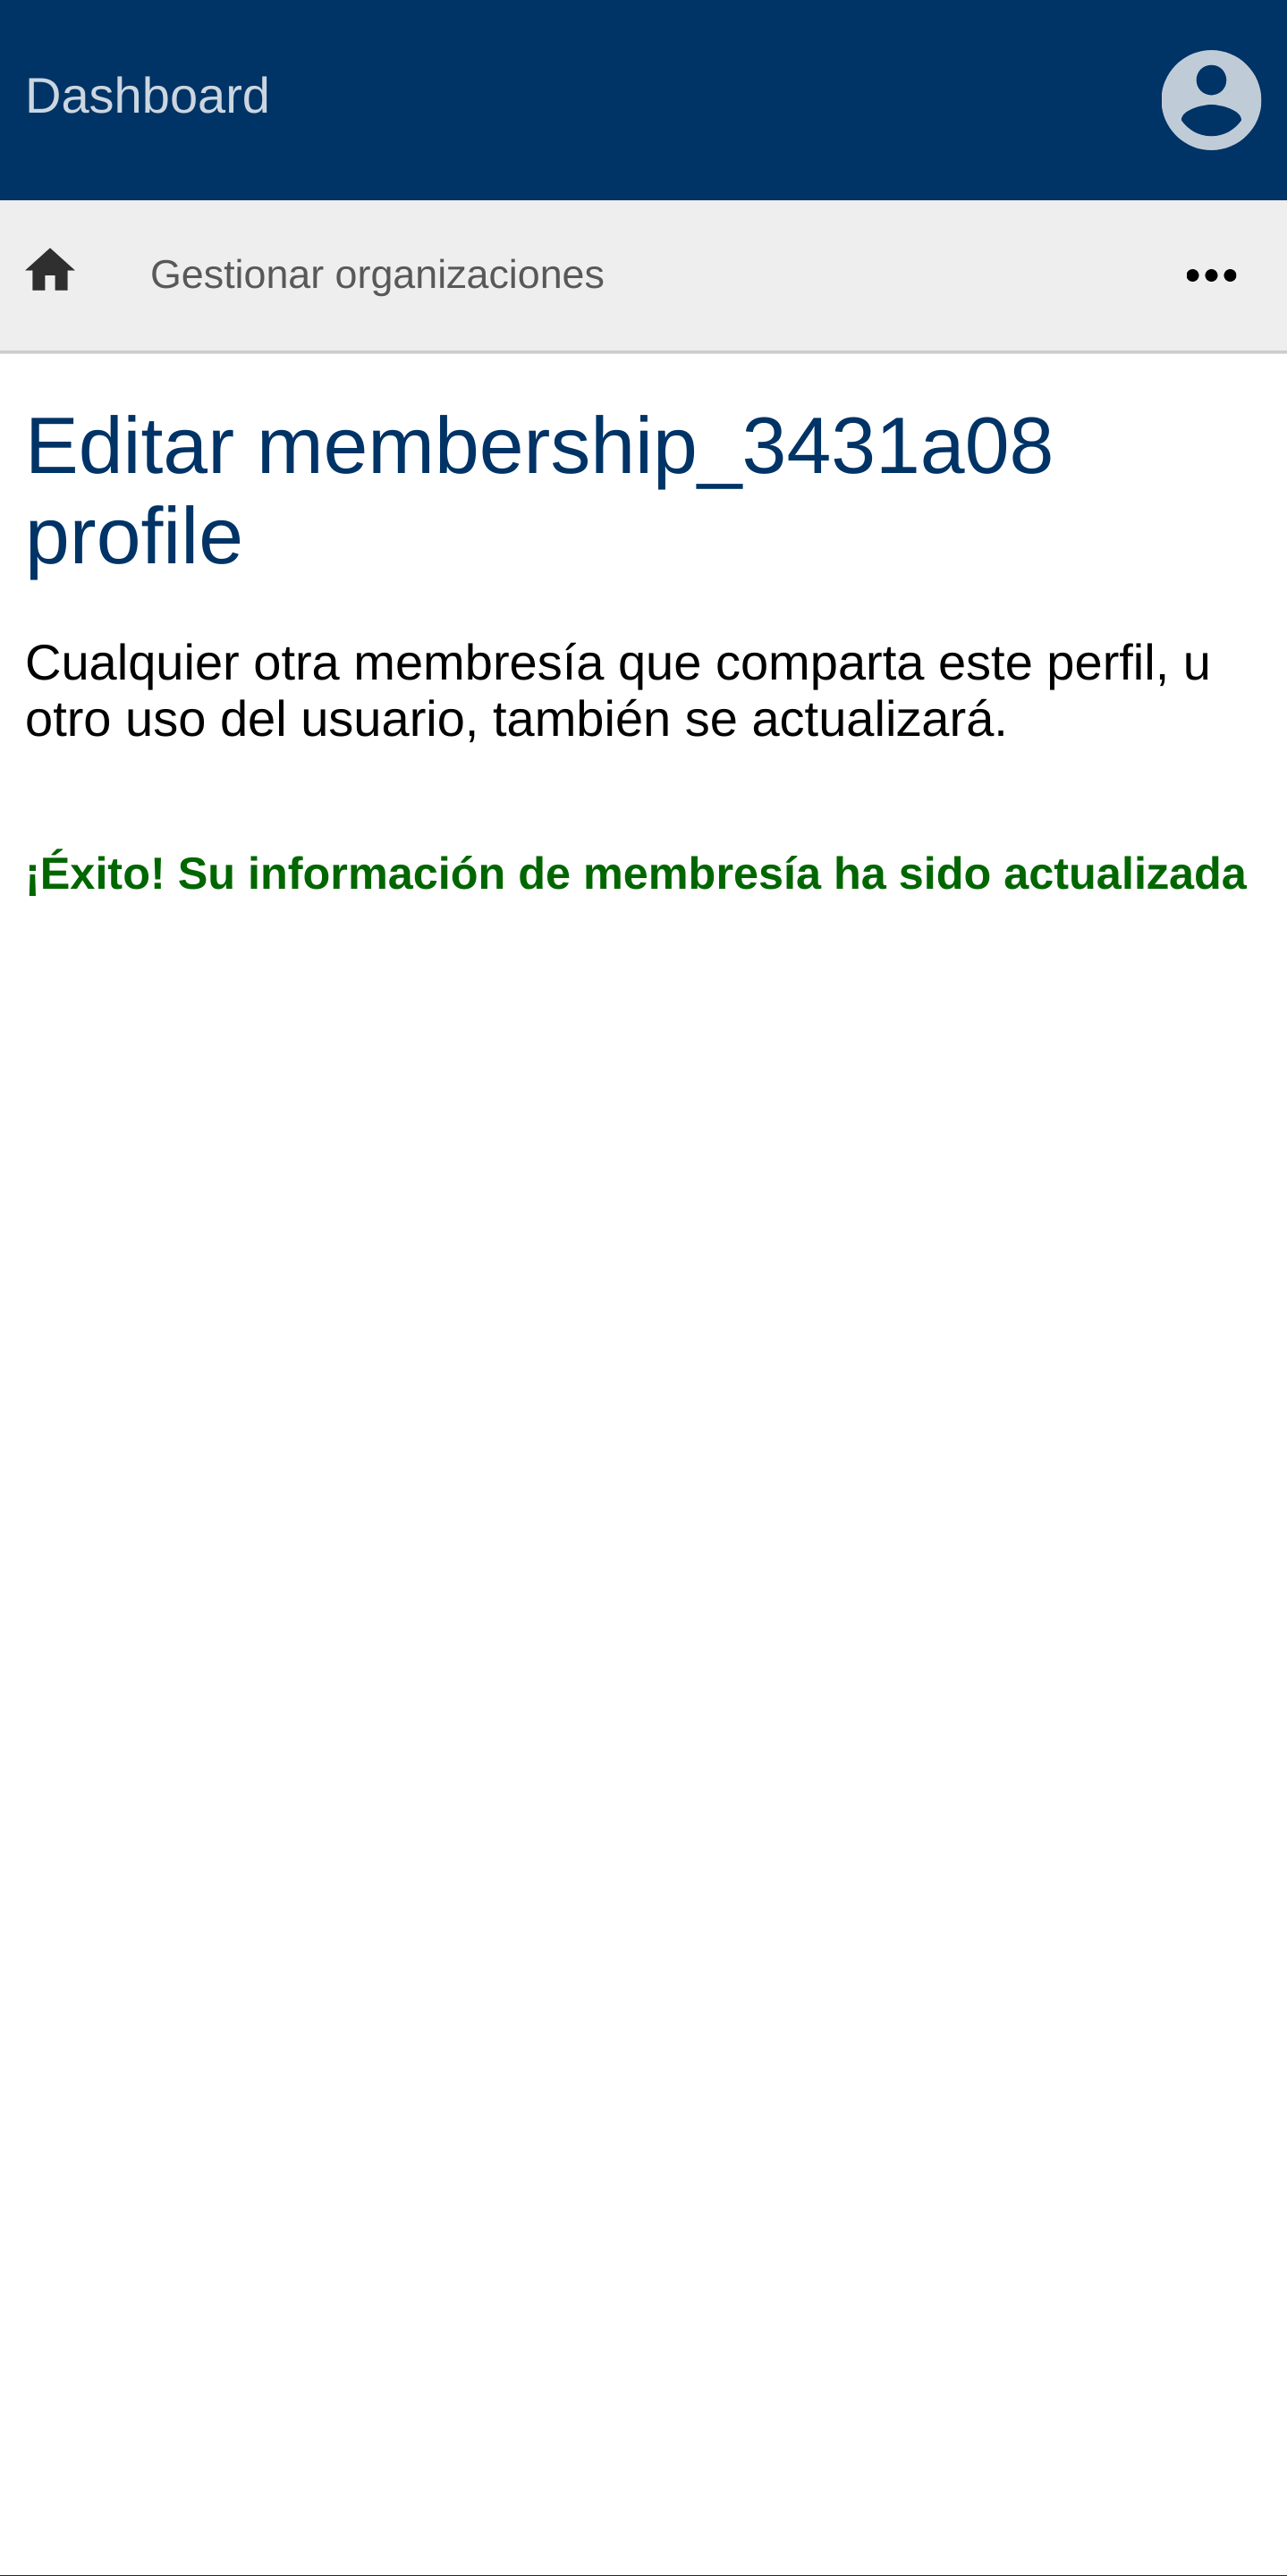 Dashboard
Gestionar organizaciones
Editar membership_3431a08
profile
Cualquier otra membresía que comparta este perfil, u
otro uso del usuario, también se actualizará.
¡Éxito! Su información de membresía ha sido actualizada